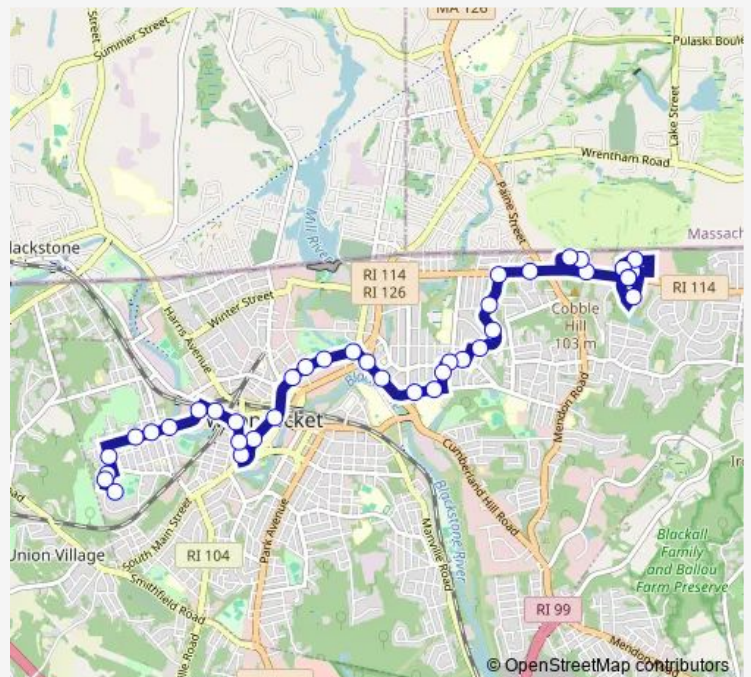 MA 126
Street
Summer Street
Pulaski Boule
Lake Street
Wrentham Road
Paine Street
Mill River
Massach
lackstone
RI 114
RI 126
RI 114
Winter Street
Harris Avenue
Cobble
Hill
103 m
Mendon Road
cket
Cumberland Hill Road
Blackstone River
Manville Road
Park Avenue
South Main Street
RI 104
Union Village
Smithfield Road
Blackall
Family
and Ballou
Farm Preserve
RI 99
Mendon
© OpenStreetMap contributors